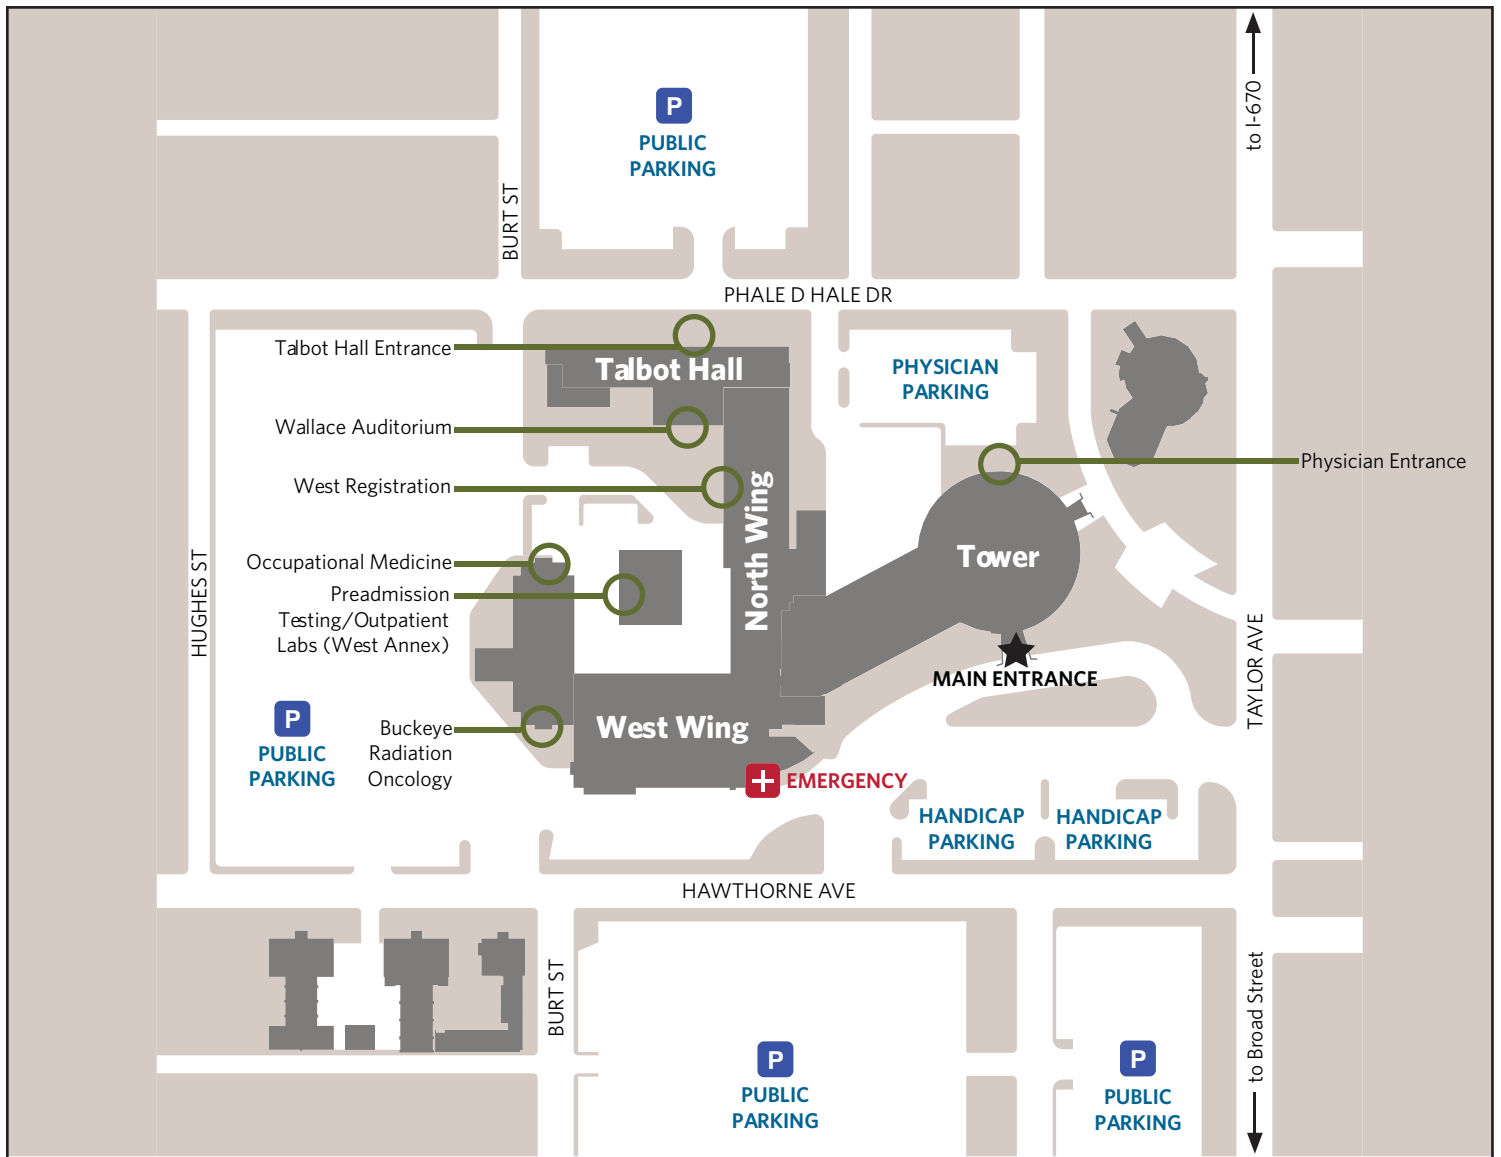 to I-670
P
PUBLIC
PARKING
BURT ST
PHALE D HALE DR
Talbot Hall Entrance
Talbot Hall
PHYSICIAN
PARKING
Wallace Auditorium
Physician Entrance
West Registration
North Wing
Tower
HUGHES ST
Occupational Medicine
Preadmission
Testing/Outpatient
Labs (West Annex)
TAYLOR AVE
MAIN ENTRANCE
P
PUBLIC
PARKING
Buckeye
Radiation
Oncology
West Wing
EMERGENCY
HANDICAP
PARKING
HANDICAP
PARKING
HAWTHORNE AVE
BURT ST
to Broad Street
P
PUBLIC
PARKING
P
PUBLIC
PARKING